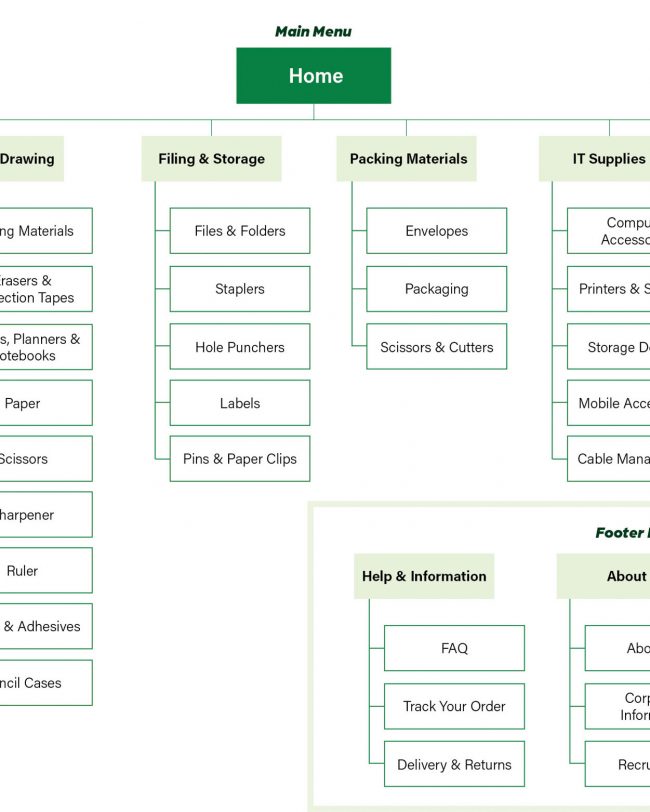 Main Menu
Home
Drawing
ng Materials
rasers &
ection Tapes
s, Planners &
otebooks
Paper
Scissors
harpener
Ruler
& Adhesives
ncil Cases
Filing & Storage
Files & Folders
Staplers
Hole Punchers
Labels
Pins & Paper Clips
Packing Materials
Envelopes
Packaging
Scissors & Cutters
IT Supplies
Compu
Accesso
Printers & S
Storage D
Mobile Acce
Cable Mana
Footer
Help & Information
FAQ
Track Your Order
Delivery & Returns
About
Abo
Corp
Infor
Recru